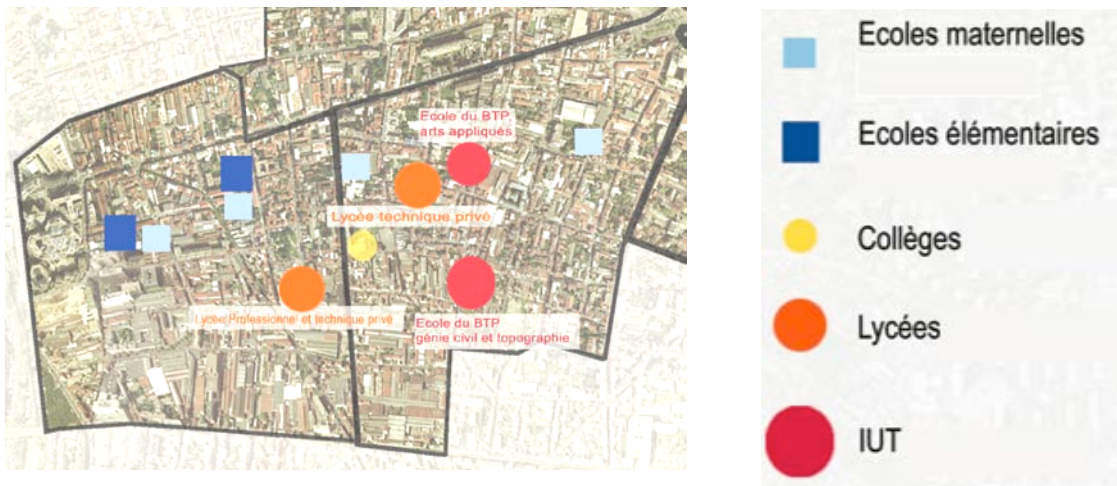 Ecole du BTP
arts appliqués
Lycée technique privé
Lycée Professionnel et technique privé
Ecole du BTP
génie civil et topographie
Ecoles maternelles
Ecoles élémentaires
Collèges
Lycées
IUT